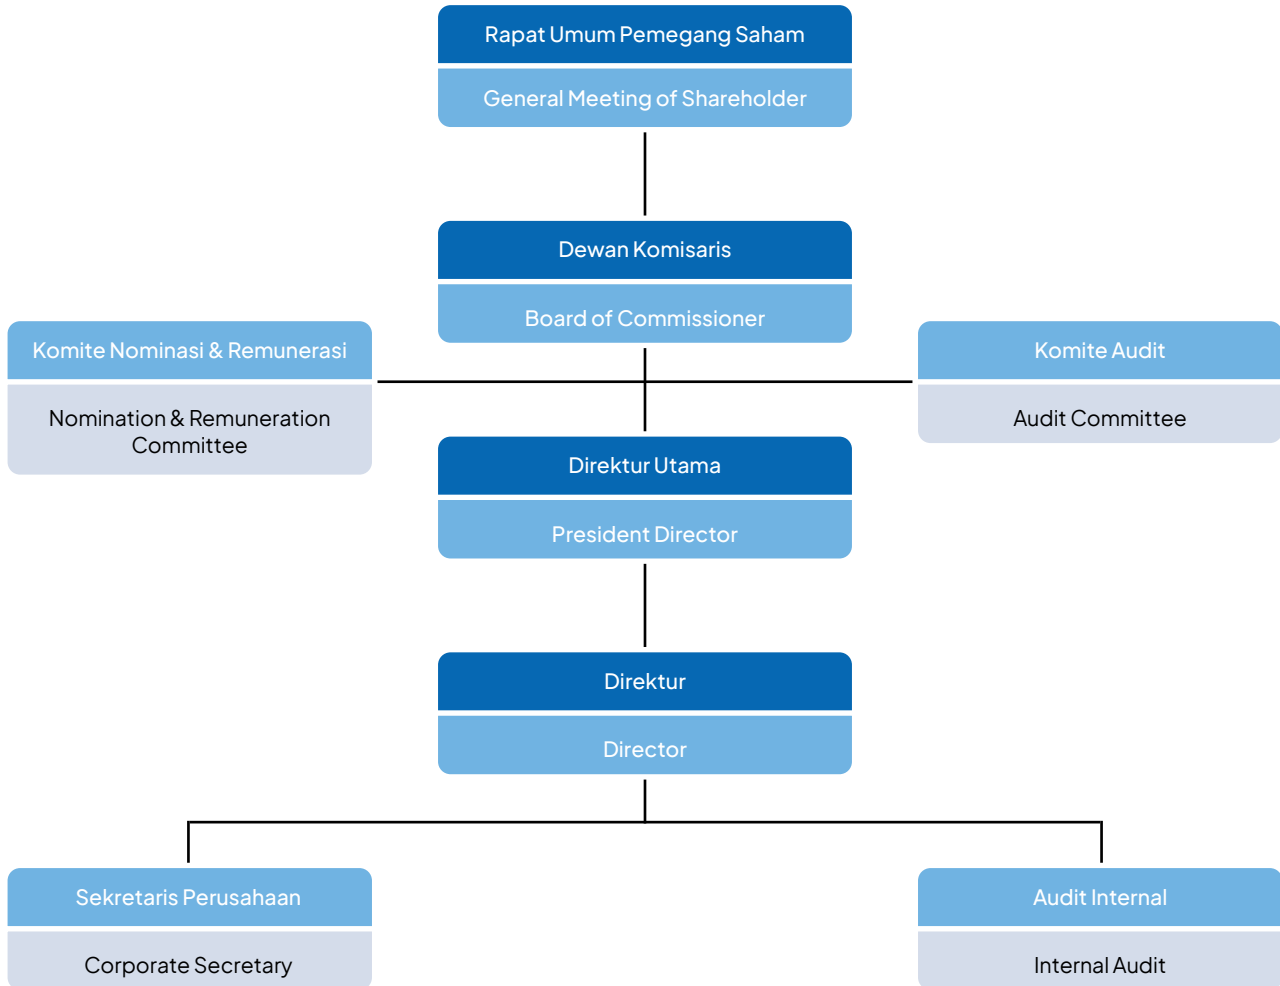 Rapat Umum Pemegang Saham
General Meeting of Shareholder
Dewan Komisaris
Board of Commissioner
Komite Nominasi & Remunerasi
Nomination & Remuneration
Committee
Komite Audit
Audit Committee
Direktur Utama
President Director
Direktur
Director
Sekretaris Perusahaan
Corporate Secretary
Audit Internal
Internal Audit